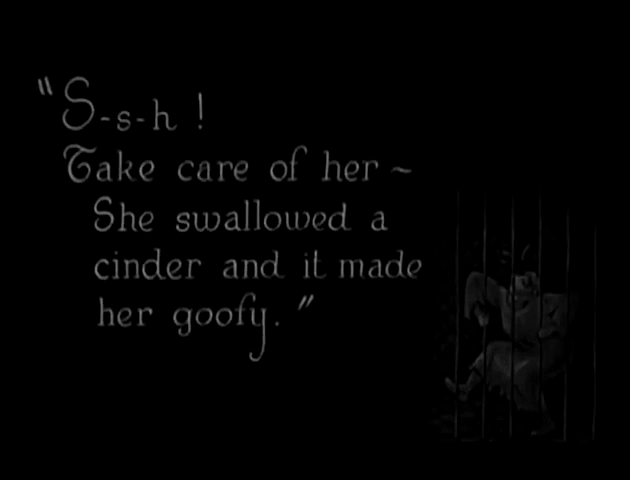 "S-s-h !
Take care of her ~
She swallowed a
cinder and it made
her goofy."